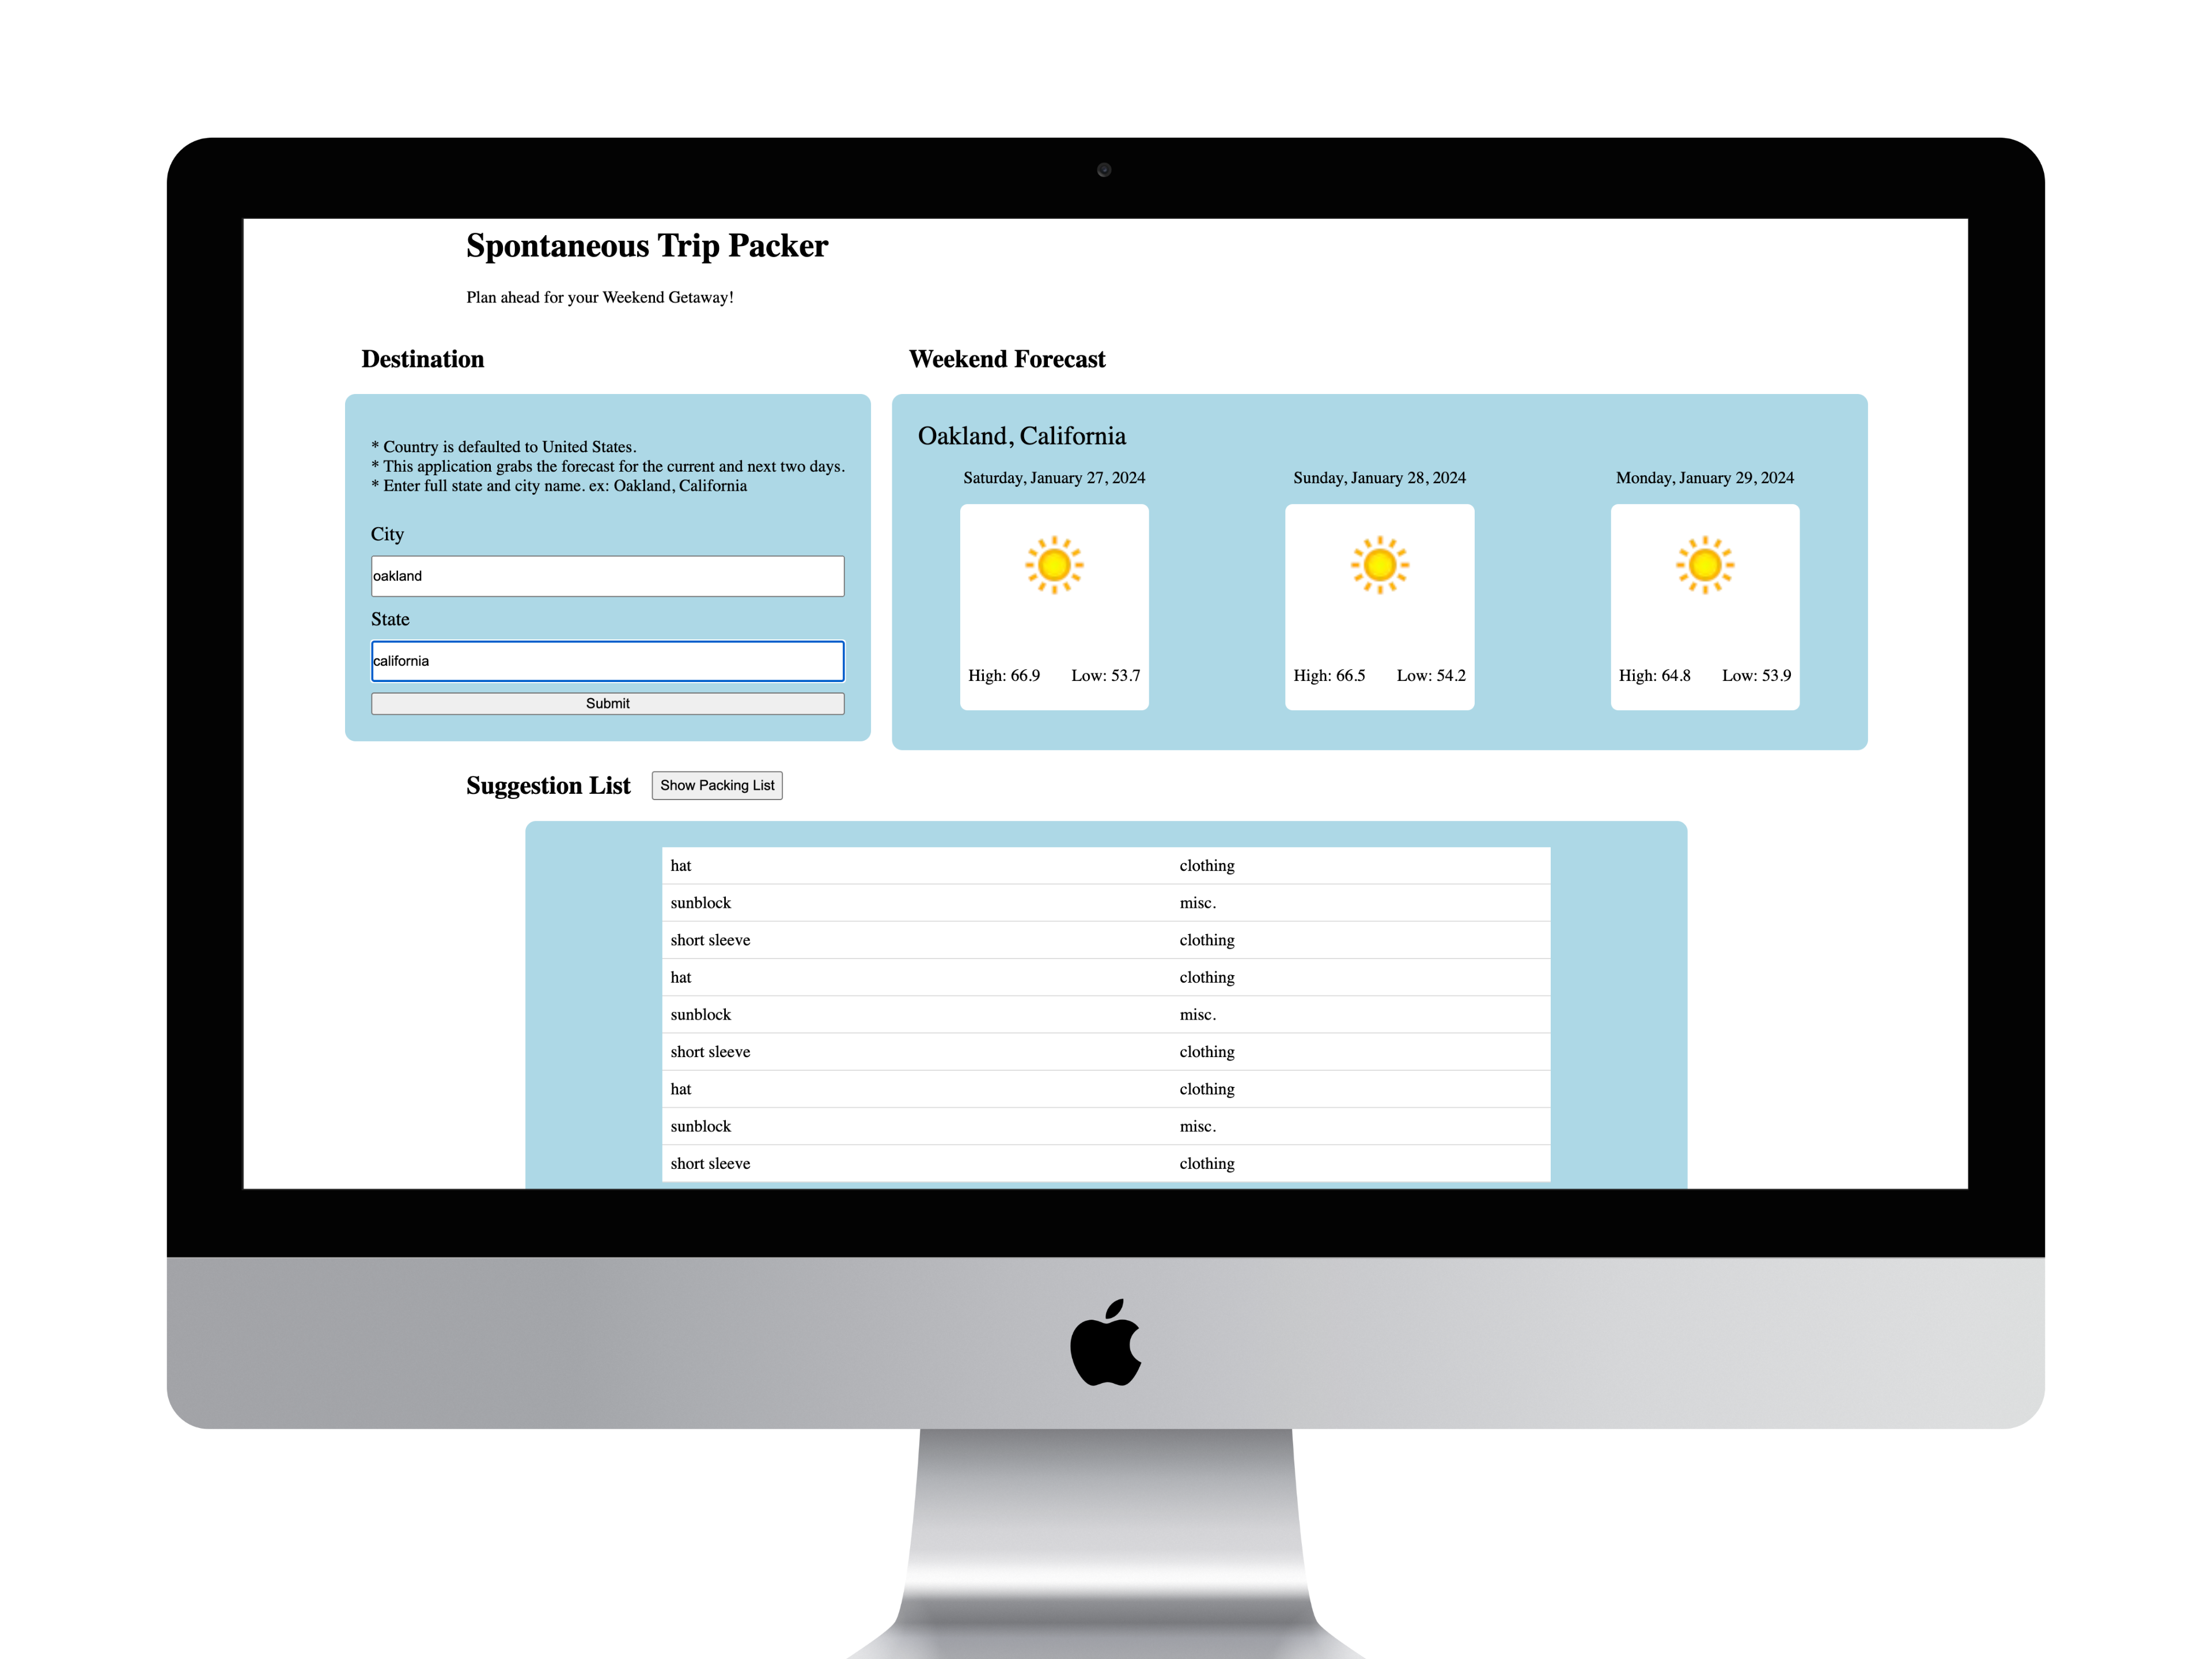 Spontaneous Trip Packer
Plan ahead for your Weekend Getaway!
Destination
* Country is defaulted to United States.
* This application grabs the forecast for the current and next two days.
* Enter full state and city name. ex: Oakland, California
City
oakland
State
california
Submit
Weekend Forecast
Oakland, California
Saturday, January 27, 2024
High: 66.9 Low: 53.7
Sunday, January 28, 2024
High: 66.5 Low: 54.2
Monday, January 29, 2024
High: 64.8 Low: 53.9
Suggestion List Show Packing List
hat clothing
sunblock misc.
short sleeve clothing
hat clothing
sunblock misc.
short sleeve clothing
hat clothing
sunblock misc.
short sleeve clothing